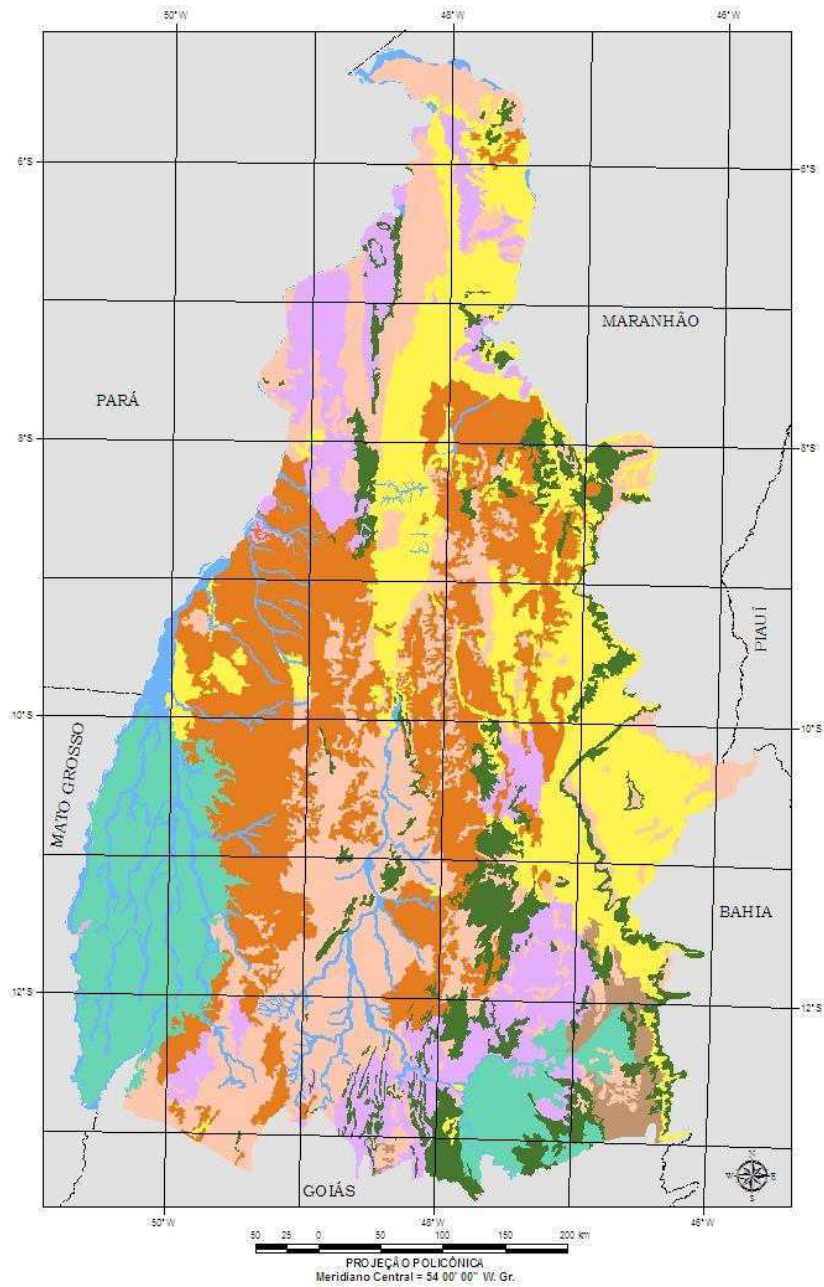 50°W 48°W 46°W
6°S 6°S
MARANHÃO
PARÁ
8°S 8°S
PIAUÍ
10°S 10°S
MATO GROSSO
BAHIA
12°S 12°S
N
W E
S
GOIÁS
50°W 48°W 46°W
50 25 0 50 100 150 200 km
PROJEÇÃO POLICÔNICA
Meridiano Central = 54 00' 00" W. Gr.